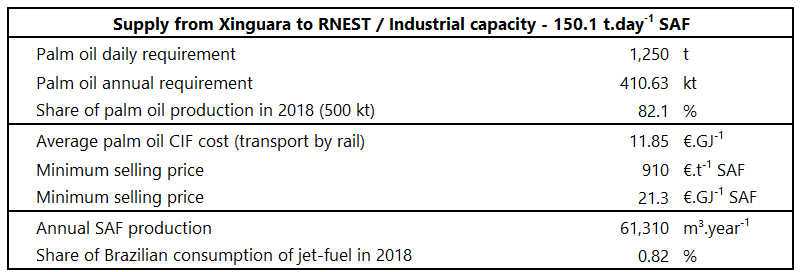 Supply from Xinguara to RNEST / Industrial capacity - 150.1 t.day⁻¹ SAF
Palm oil daily requirement 1,250 t
Palm oil annual requirement 410.63 kt
Share of palm oil production in 2018 (500 kt) 82.1 %
Average palm oil CIF cost (transport by rail) 11.85 €.GJ⁻¹
Minimum selling price 910 €.t⁻¹ SAF
Minimum selling price 21.3 €.GJ⁻¹ SAF
Annual SAF production 61,310 m³.year⁻¹
Share of Brazilian consumption of jet-fuel in 2018 0.82 %